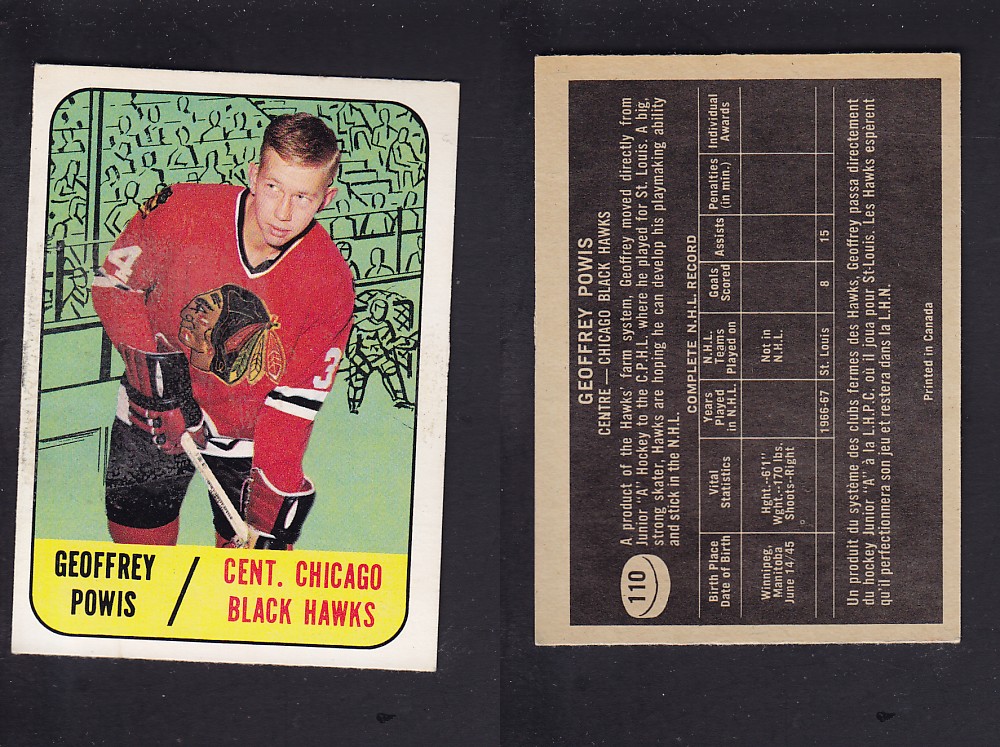 4
3
GEOFFREY
POWIS
/
CENT. CHICAGO
BLACK HAWKS
110
GEOFFREY POWIS
CENTRE — CHICAGO BLACK HAWKS
A product of the Hawks' farm system, Geoffrey moved directly from
Junior "A" Hockey to the C.P.H.L. where he played for St. Louis. A big,
strong skater, Hawks are hoping he can develop his playmaking ability
and stick in the N.H.L.
COMPLETE N.H.L. RECORD
Birth Place Date of Birth | Vital Statistics | Years Played in N.H.L. | N.H.L. Teams Played on | Goals Scored | Assists | Penalties (in min.) | Individual Awards
Winnipeg, Hght.-6'1" Not in
Manitoba Wght.-170 lbs. N.H.L.
June 14/45 Shoots-Right
1966-67 St. Louis 8 15
Un produit du système des clubs fermes des Hawks, Geoffrey passa directement
du hockey Junior "A" à la L.H.P.C. où il joua pour St-Louis. Les Hawks espèrent
qu'il perfectionnera son jeu et restera dans la L.H.N.
Printed in Canada